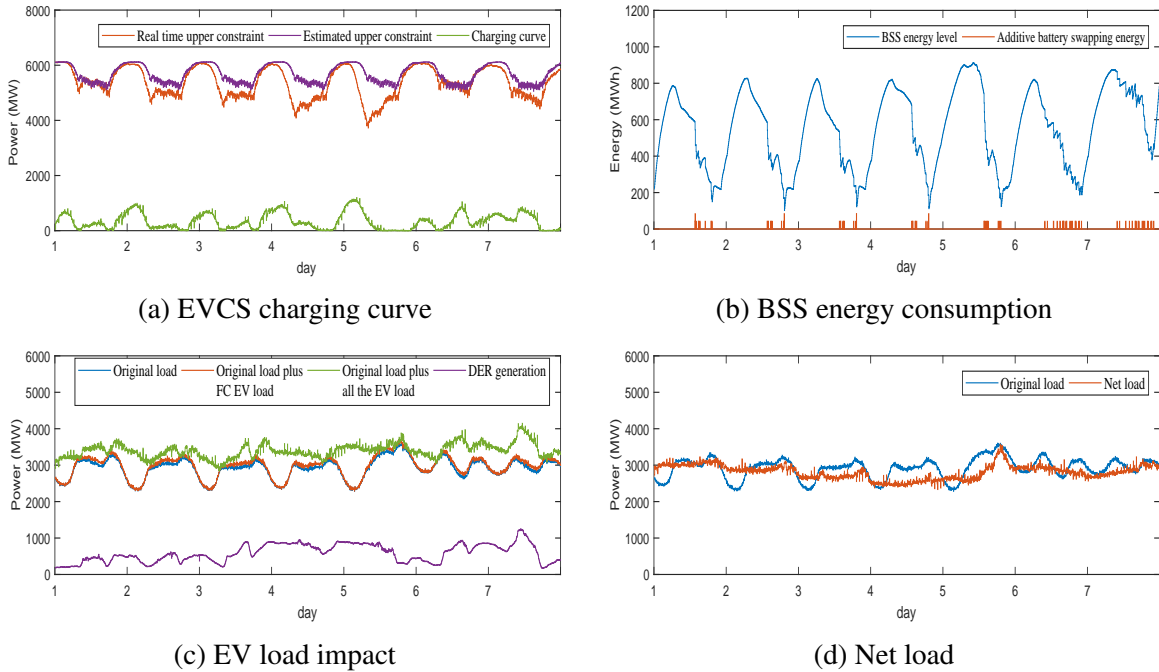 8000
6000
4000
2000
0
Power (MW)
Real time upper constraint
Estimated upper constraint
Charging curve
1 2 3 4 5 6 7
day
(a) EVCS charging curve
1200
1000
800
600
400
200
0
Energy (MWh)
BSS energy level
Additive battery swapping energy
1 2 3 4 5 6 7
day
(b) BSS energy consumption
6000
5000
4000
3000
2000
1000
0
Power (MW)
Original load
Original load plus
FC EV load
Original load plus
all the EV load
DER generation
1 2 3 4 5 6 7
day
(c) EV load impact
6000
5000
4000
3000
2000
1000
0
Power (MW)
Original load
Net load
1 2 3 4 5 6 7
day
(d) Net load